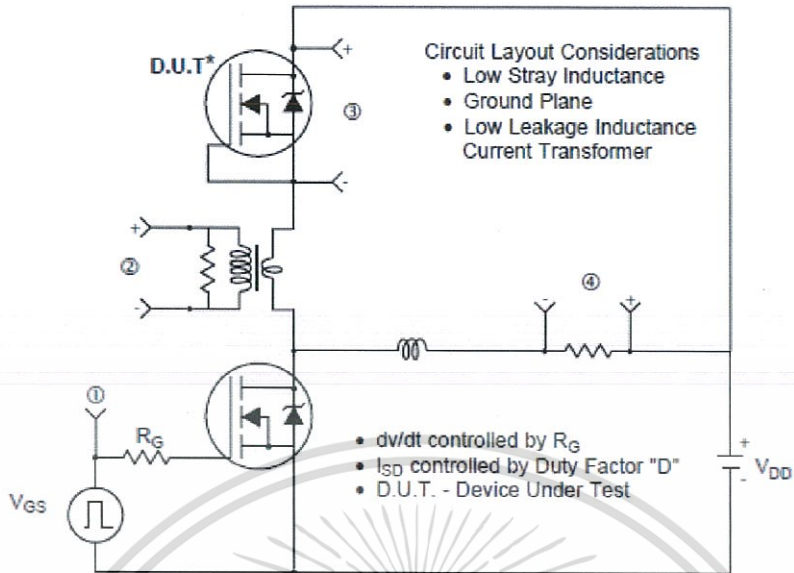 D.U.T*
+
③
-
Circuit Layout Considerations
• Low Stray Inductance
• Ground Plane
• Low Leakage Inductance
Current Transformer
+
②
-
④
-
+
①
RG
VGS
• dv/dt controlled by RG
• ISD controlled by Duty Factor "D"
• D.U.T. - Device Under Test
+
VDD
-